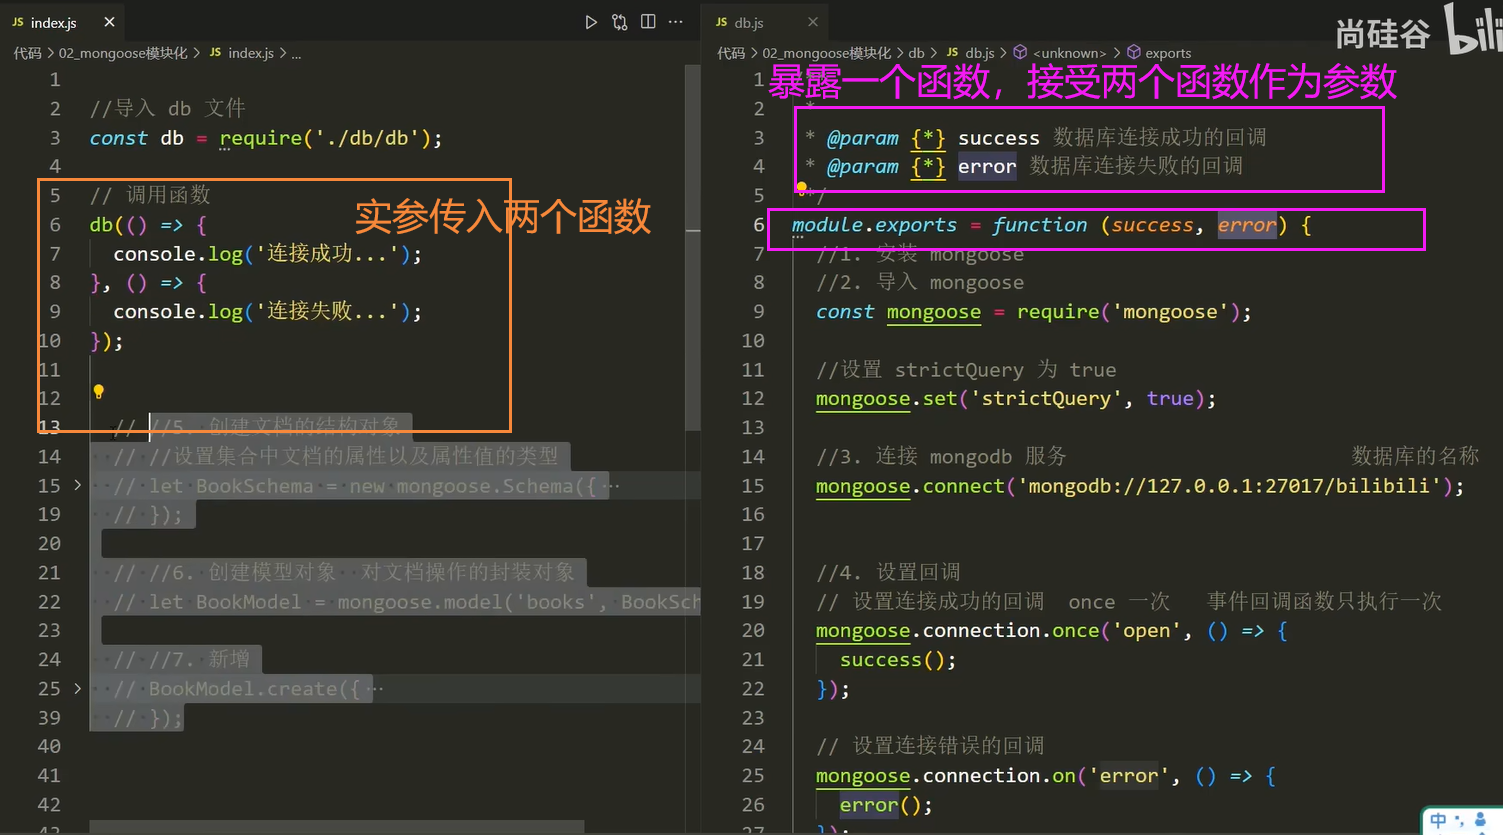 JS index.js
代码 > 02_mongoose模块化 > JS index.js > ...
1
2 //导入 db 文件
3 const db = require('./db/db');
4
5 // 调用函数
实参传入两个函数
6 db(() => {
7 console.log('连接成功...');
8 }, () => {
9 console.log('连接失败...');
10 });
11
12
13 // //5. 创建文档的结构对象
14 // //设置集合中文档的属性以及属性值的类型
15 // let BookSchema = new mongoose.Schema({…
19 // });
20
21 // //6. 创建模型对象 对文档操作的封装对象
22 // let BookModel = mongoose.model('books', BookSch
23
24 // //7. 新增
25 // BookModel.create({…
39 // });
40
41
42
JS db.js
尚硅谷 bili
代码 > 02_mongoose模块化 > db > JS db.js > <unknown> > exports
暴露一个函数，接受两个函数作为参数
1
2 *
3 * @param {*} success 数据库连接成功的回调
4 * @param {*} error 数据库连接失败的回调
5 */
6 module.exports = function (success, error) {
7 //1. 安装 mongoose
8 //2. 导入 mongoose
9 const mongoose = require('mongoose');
10
11 //设置 strictQuery 为 true
12 mongoose.set('strictQuery', true);
13
14 //3. 连接 mongodb 服务 数据库的名称
15 mongoose.connect('mongodb://127.0.0.1:27017/bilibili');
16
17
18 //4. 设置回调
19 // 设置连接成功的回调 once 一次 事件回调函数只执行一次
20 mongoose.connection.once('open', () => {
21 success();
22 });
23
24 // 设置连接错误的回调
25 mongoose.connection.on('error', () => {
26 error();
27 });
中